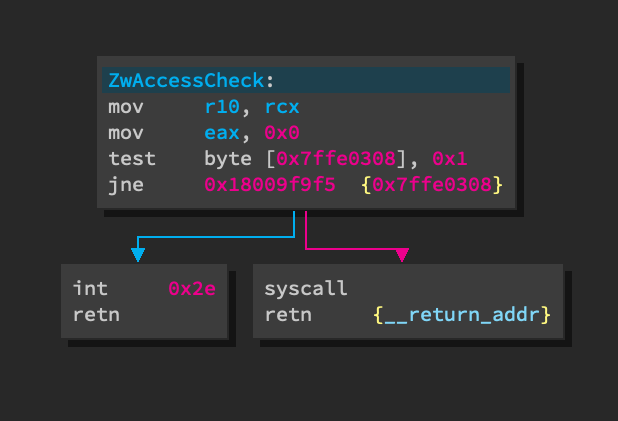 ZwAccessCheck:
mov r10, rcx
mov eax, 0x0
test byte [0x7ffe0308], 0x1
jne 0x18009f9f5 {0x7ffe0308}
int 0x2e
retn
syscall
retn {__return_addr}